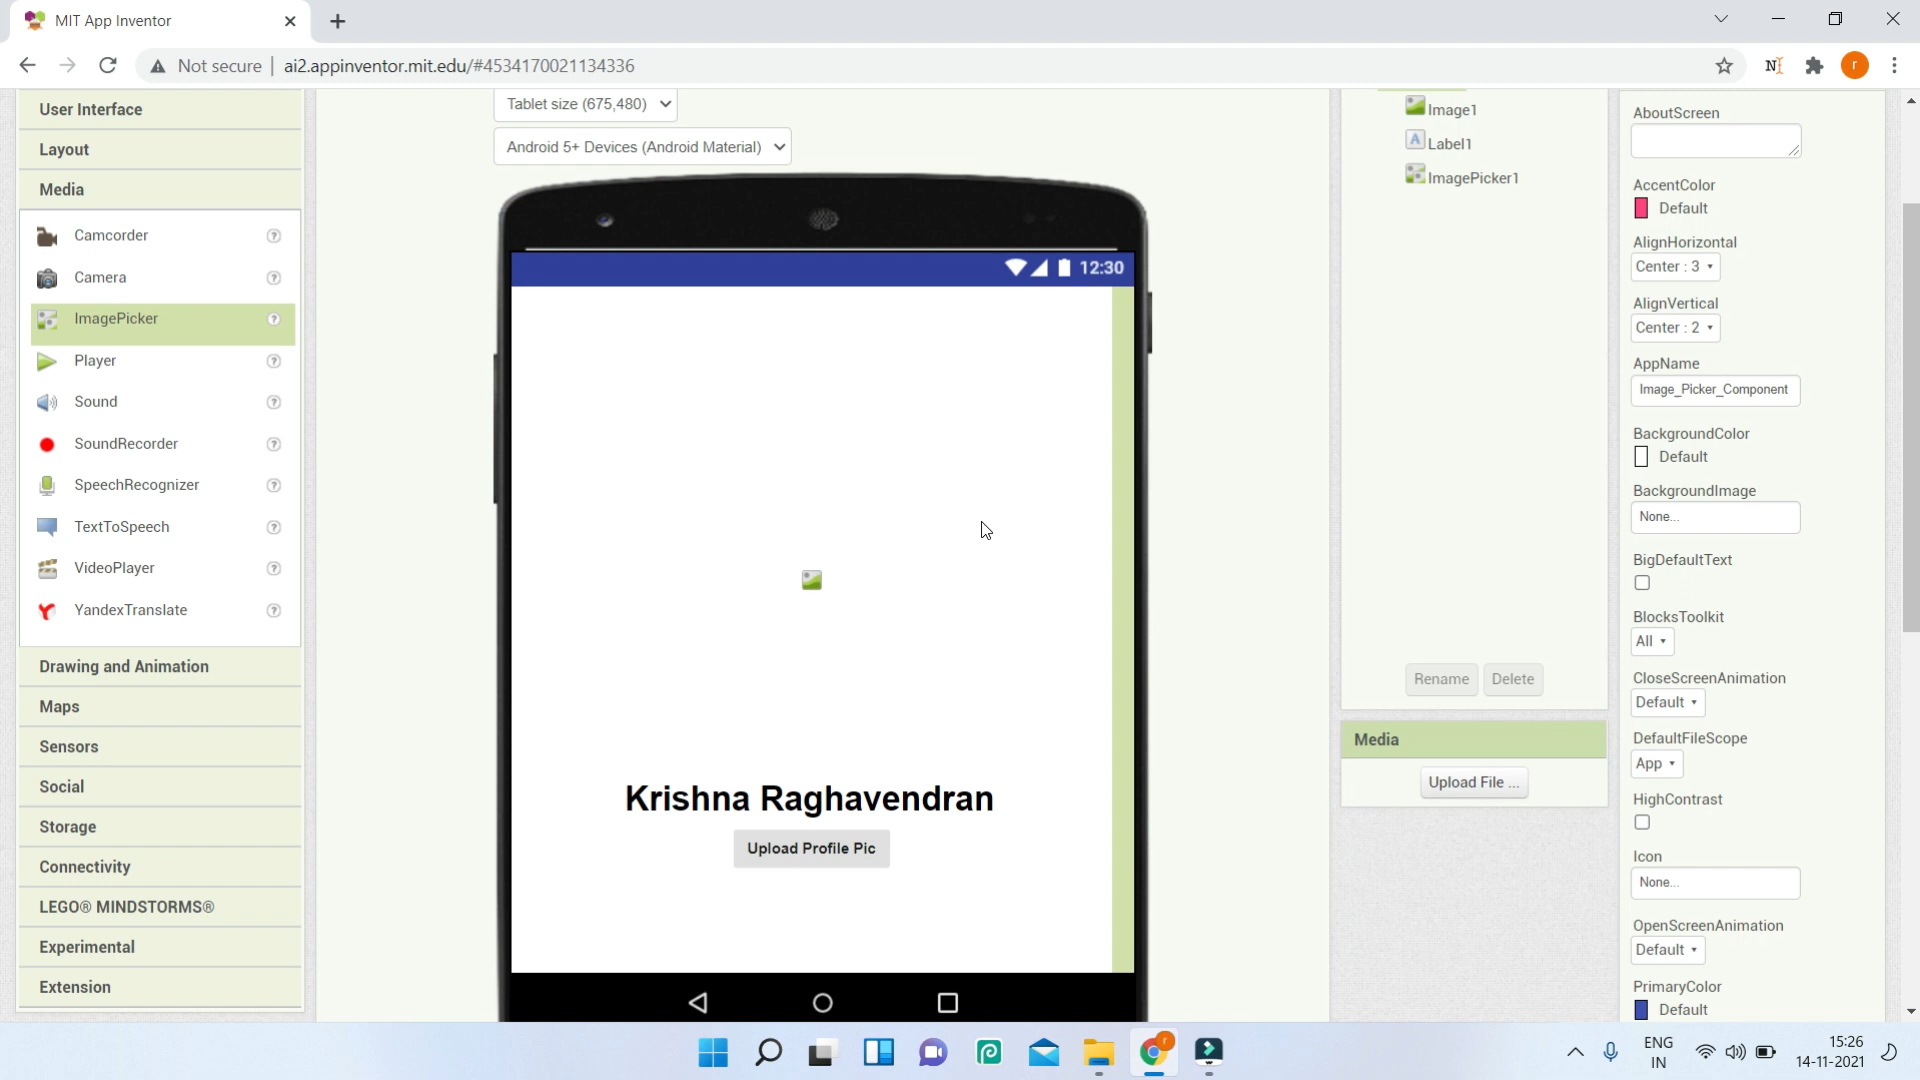 MIT App Inventor
Not secure
ai2.appinventor.mit.edu/#4534170021134336
r
User Interface
Layout
Media
Camcorder
?
Camera
?
ImagePicker
?
Player
?
Sound
?
SoundRecorder
?
SpeechRecognizer
?
TextToSpeech
?
VideoPlayer
?
YandexTranslate
?
Drawing and Animation
Maps
Sensors
Social
Storage
Connectivity
LEGO® MINDSTORMS®
Experimental
Extension
Tablet size (675,480)
Android 5+ Devices (Android Material)
12:30
Krishna Raghavendran
Upload Profile Pic
Image1
A
Label1
ImagePicker1
Rename
Delete
Media
Upload File ...
AboutScreen
AccentColor
Default
AlignHorizontal
Center : 3
AlignVertical
Center : 2
AppName
Image_Picker_Component
BackgroundColor
Default
BackgroundImage
None...
BigDefaultText
BlocksToolkit
All
CloseScreenAnimation
Default
DefaultFileScope
App
HighContrast
Icon
None...
OpenScreenAnimation
Default
PrimaryColor
Default
r
ENG
IN
15:26
14-11-2021